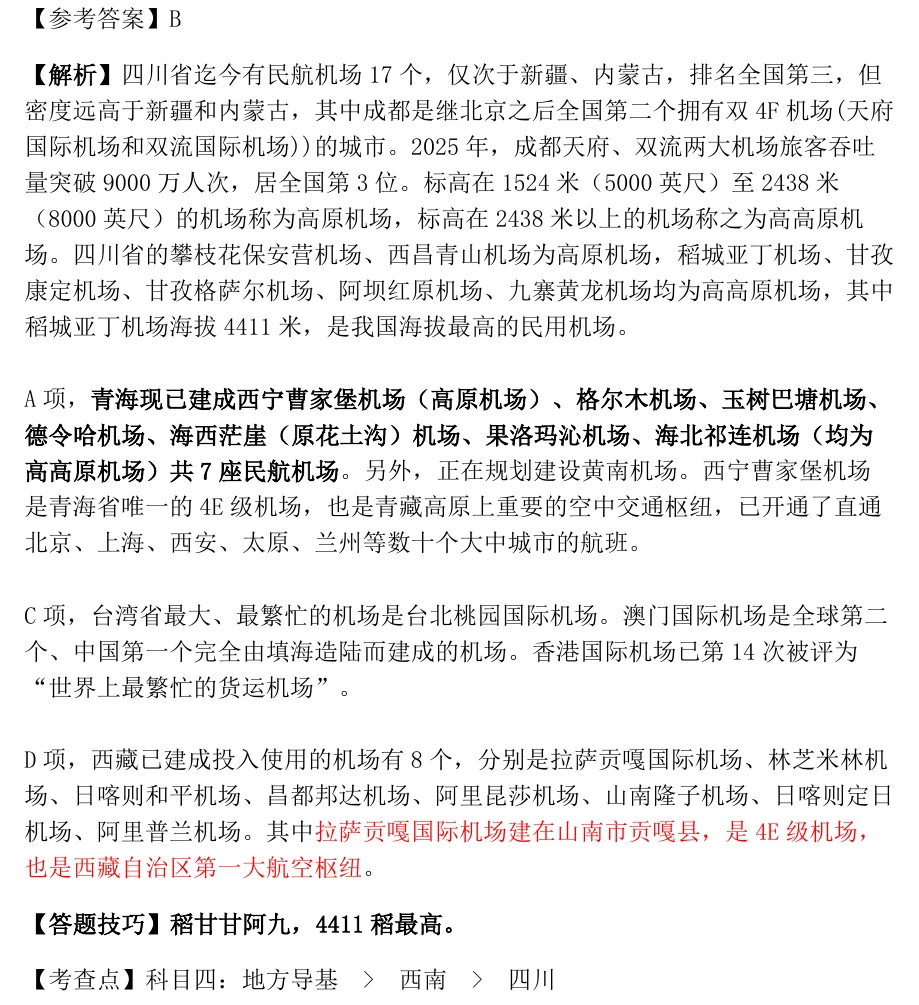 【参考答案】B
【解析】四川省迄今有民航机场 17 个，仅次于新疆、内蒙古，排名全国第三，但
密度远高于新疆和内蒙古，其中成都是继北京之后全国第二个拥有双 4F 机场(天府
国际机场和双流国际机场))的城市。2025 年，成都天府、双流两大机场旅客吞吐
量突破 9000 万人次，居全国第 3 位。标高在 1524 米（5000 英尺）至 2438 米
（8000 英尺）的机场称为高原机场，标高在 2438 米以上的机场称之为高高原机
场。四川省的攀枝花保安营机场、西昌青山机场为高原机场，稻城亚丁机场、甘孜
康定机场、甘孜格萨尔机场、阿坝红原机场、九寨黄龙机场均为高高原机场，其中
稻城亚丁机场海拔 4411 米，是我国海拔最高的民用机场。
A 项，青海现已建成西宁曹家堡机场（高原机场）、格尔木机场、玉树巴塘机场、
德令哈机场、海西茫崖（原花土沟）机场、果洛玛沁机场、海北祁连机场（均为
高高原机场）共 7 座民航机场。另外，正在规划建设黄南机场。西宁曹家堡机场
是青海省唯一的 4E 级机场，也是青藏高原上重要的空中交通枢纽，已开通了直通
北京、上海、西安、太原、兰州等数十个大中城市的航班。
C 项，台湾省最大、最繁忙的机场是台北桃园国际机场。澳门国际机场是全球第二
个、中国第一个完全由填海造陆而建成的机场。香港国际机场已第 14 次被评为
“世界上最繁忙的货运机场”。
D 项，西藏已建成投入使用的机场有 8 个，分别是拉萨贡嘎国际机场、林芝米林机
场、日喀则和平机场、昌都邦达机场、阿里昆莎机场、山南隆子机场、日喀则定日
机场、阿里普兰机场。其中拉萨贡嘎国际机场建在山南市贡嘎县，是 4E 级机场，
也是西藏自治区第一大航空枢纽。
【答题技巧】稻甘甘阿九，4411 稻最高。
【考查点】科目四：地方导基 > 西南 > 四川